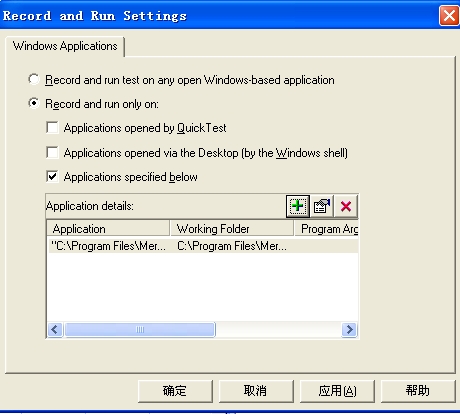 Record and Run Settings
Windows Applications
Record and run test on any open Windows-based application
Record and run only on:
Applications opened by QuickTest
Applications opened via the Desktop (by the Windows shell)
Applications specified below
Application details:
Application Working Folder Program Arg
"C:\Program Files\Mer... C:\Program Files\Mer...
确定 取消 应用(A) 帮助